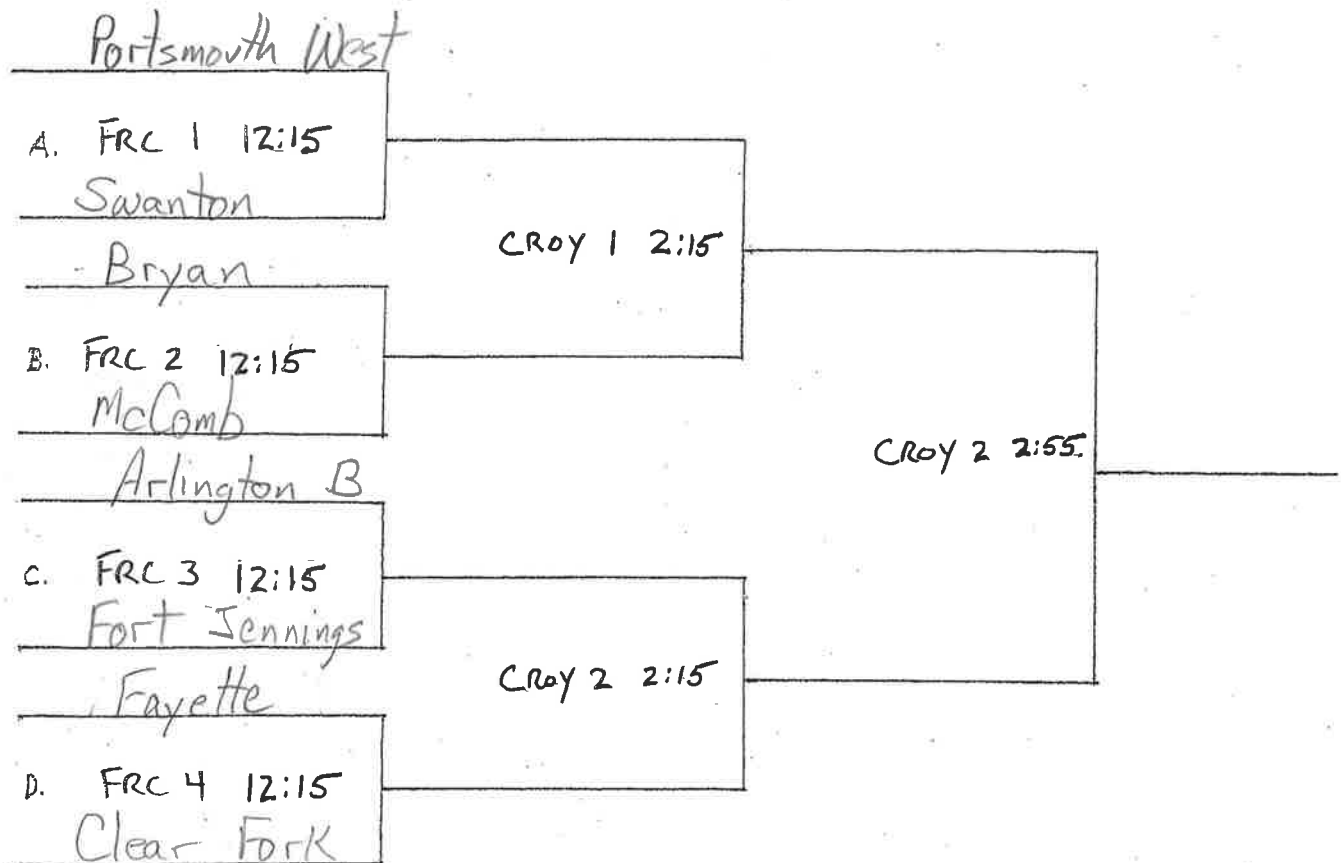 Portsmouth West
A. FRC 1 12:15
Swanton
Bryan
CROY 1 2:15
B. FRC 2 12:15
McComb
CROY 2 2:55
Arlington B
C. FRC 3 12:15
Fort Jennings
Fayette
CROY 2 2:15
D. FRC 4 12:15
Clear Fork